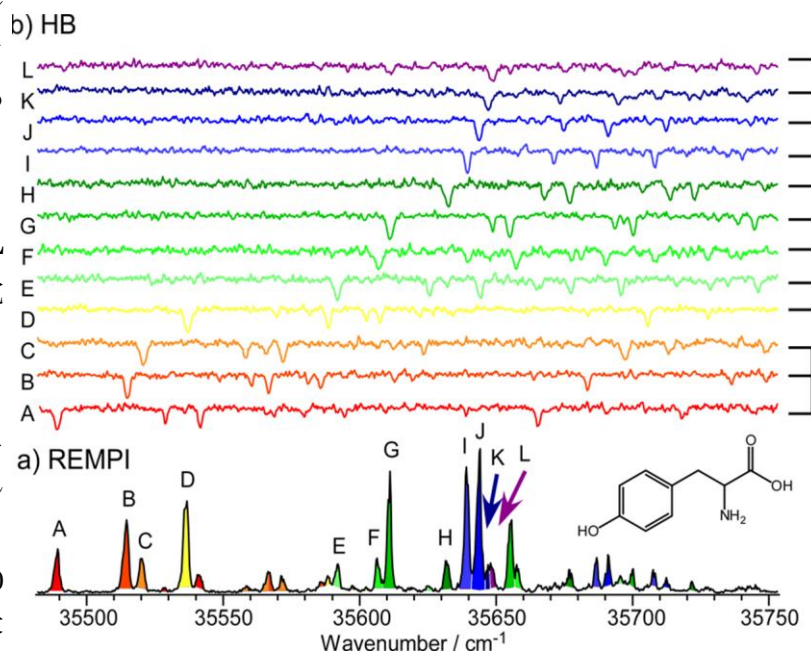 b) HB
L
K
J
I
H
G
F
E
D
C
B
A
a) REMPI
A
B
C
D
E
F
G
H
I
J
K
L
O
OH
NH2
HO
35500
35550
35600
35650
35700
35750
Wavenumber / cm-1